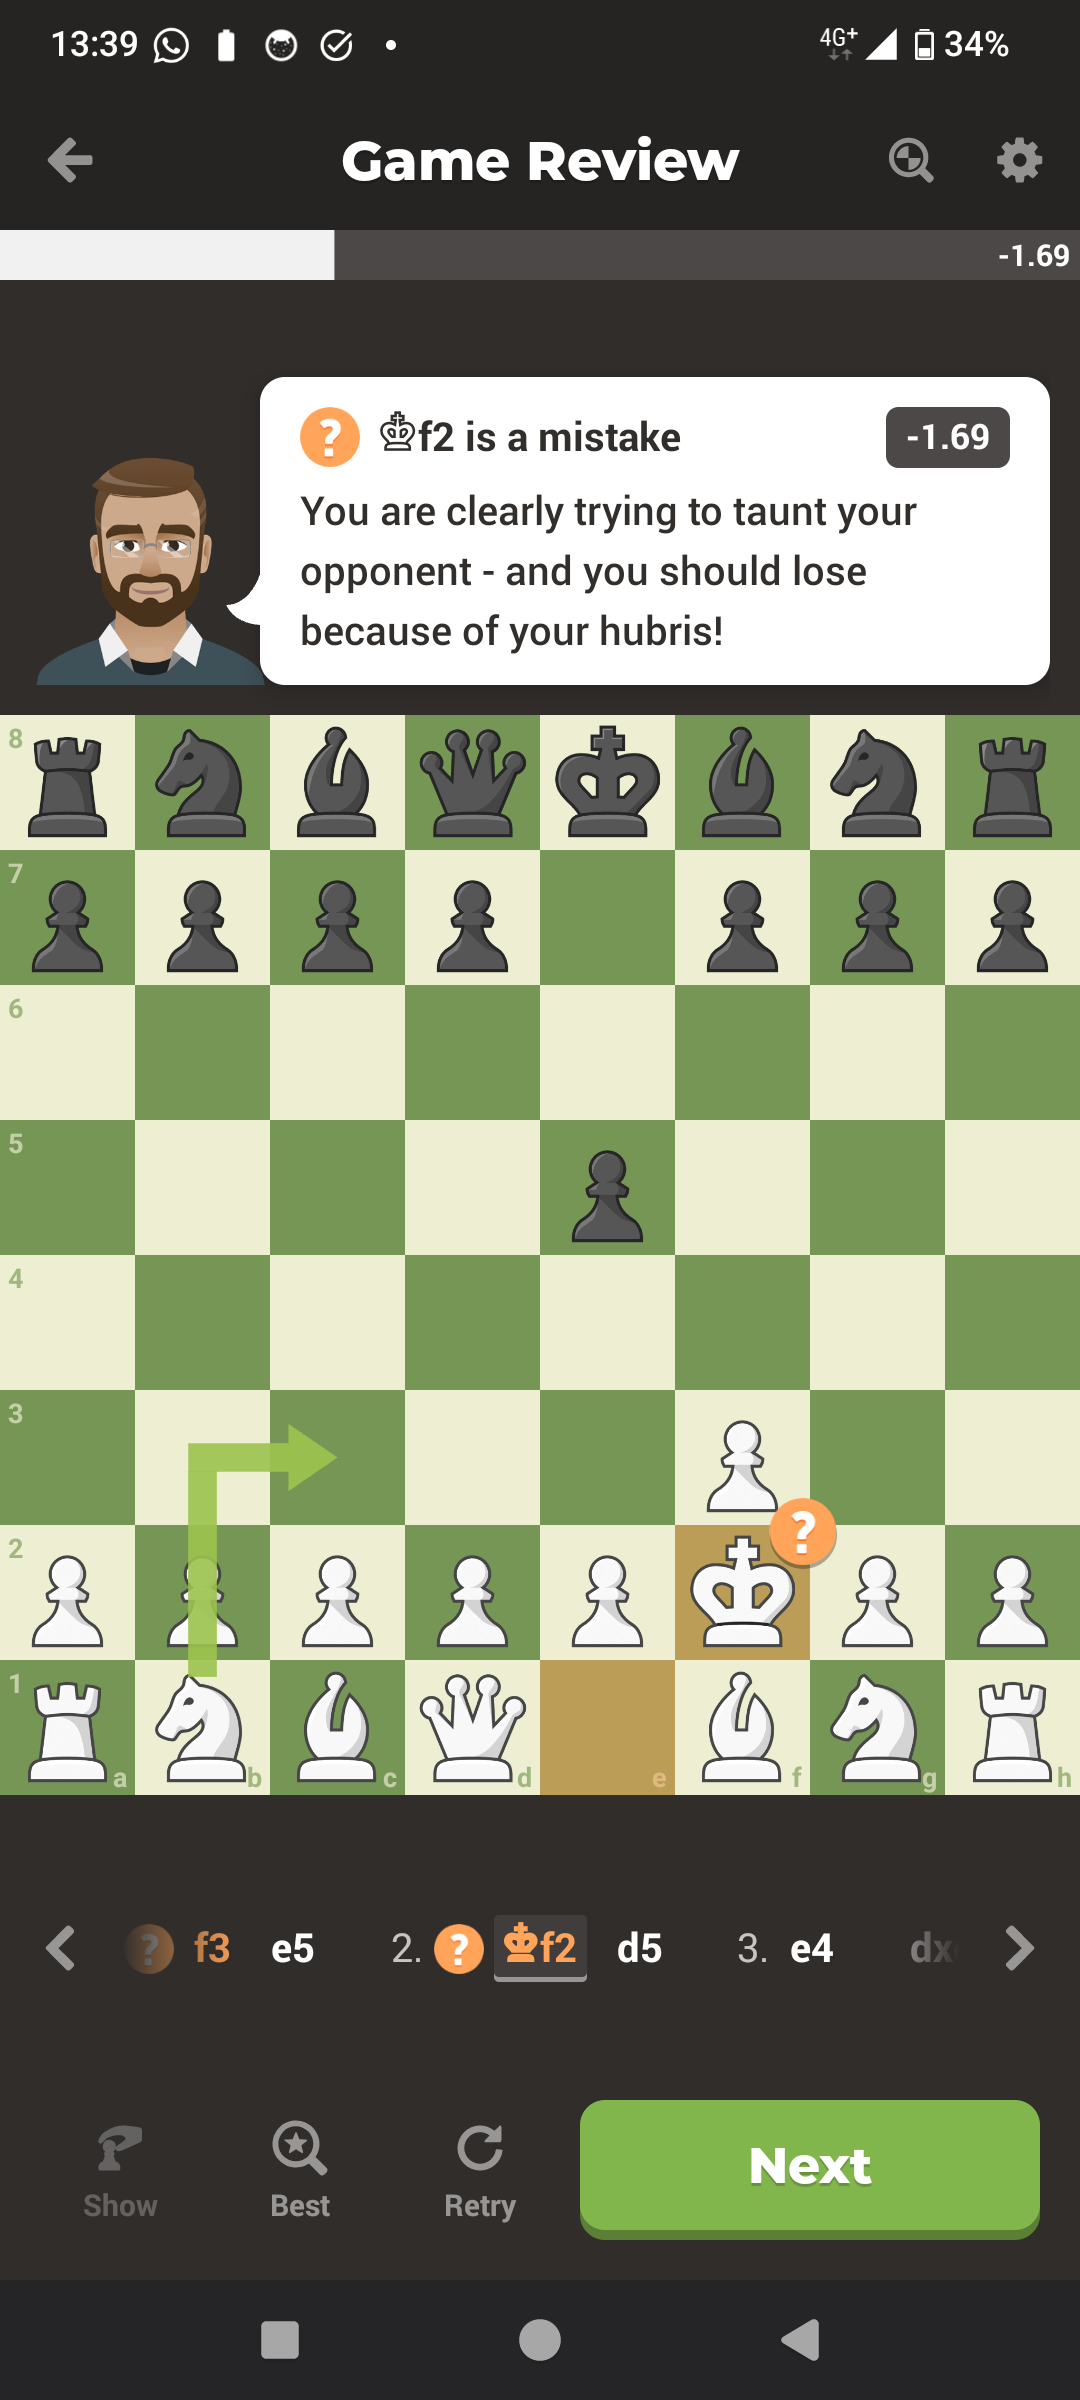 13:39 4G+ 34%
Game Review
-1.69
? ♔f2 is a mistake -1.69
You are clearly trying to taunt your
opponent - and you should lose
because of your hubris!
8
7
6
5
4
3
?
2
1
a b c d e f g h
? f3 e5 2. ? ♚f2 d5 3. e4 dx
Show Best Retry Next